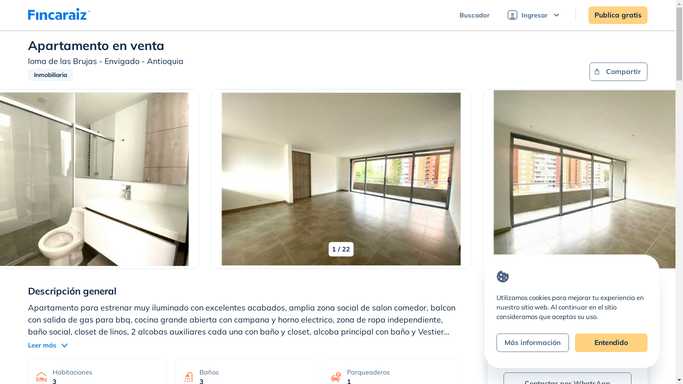 Fincaraiz
Buscador
Ingresar
Publica gratis
Apartamento en venta
loma de las Brujas - Envigado - Antioquia
Inmobiliaria
Compartir
1 / 22
Descripción general
Apartamento para estrenar muy iluminado con excelentes acabados, amplia zona social de salon comedor, balcon
con salida de gas para bbq, cocina grande abierta con campana y horno electrico, zona de ropa independiente,
baño social, closet de linos, 2 alcobas auxiliares cada una con baño y closet, alcoba principal con baño y Vestier...
Leer más
Habitaciones
3
Baños
3
Parqueaderos
1
Utilizamos cookies para mejorar tu experiencia en
nuestro sitio web. Al continuar en el sitio
consideramos que aceptas su uso.
Más información
Entendido
Contactar por WhatsApp